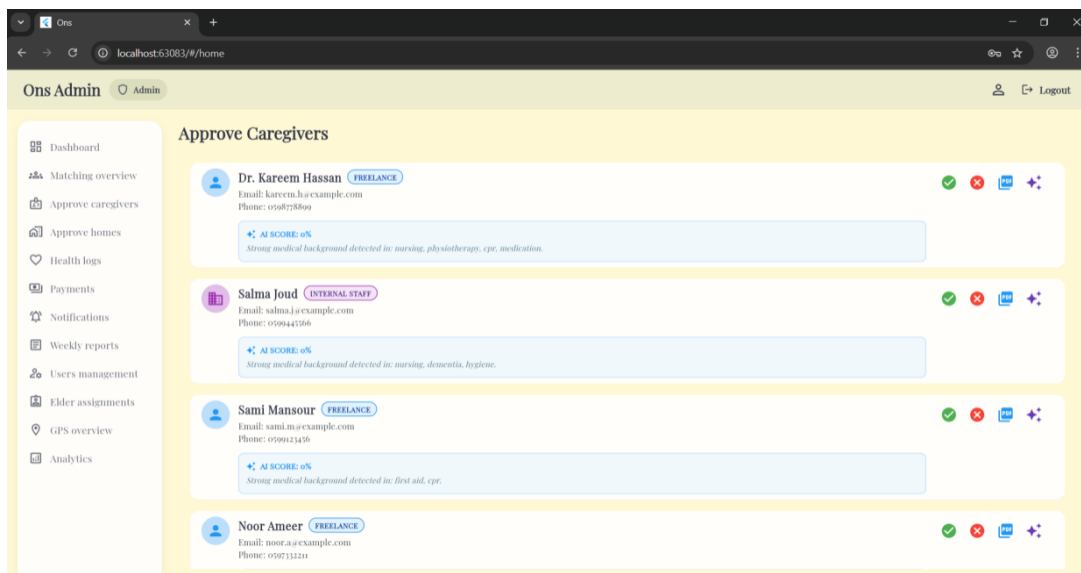 Ons
localhost:63083/#/home
Ons Admin Admin Logout
Dashboard
Matching overview
Approve caregivers
Approve homes
Health logs
Payments
Notifications
Weekly reports
Users management
Elder assignments
GPS overview
Analytics
Approve Caregivers
Dr. Kareem Hassan FREELANCE
Email: kareem.h@example.com
Phone: 0598778899
PDF
AI SCORE: 0%
Strong medical background detected in: nursing, physiotherapy, cpr, medication.
Salma Joud INTERNAL STAFF
Email: salma.j@example.com
Phone: 0599445566
PDF
AI SCORE: 0%
Strong medical background detected in: nursing, dementia, hygiene.
Sami Mansour FREELANCE
Email: sami.m@example.com
Phone: 0599123456
PDF
AI SCORE: 0%
Strong medical background detected in: first aid, cpr.
Noor Ameer FREELANCE
Email: noor.a@example.com
Phone: 0597332211
PDF